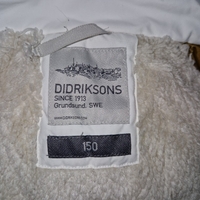 DIDRIKSONS
SINCE 1913
Grundsund, SWE
150